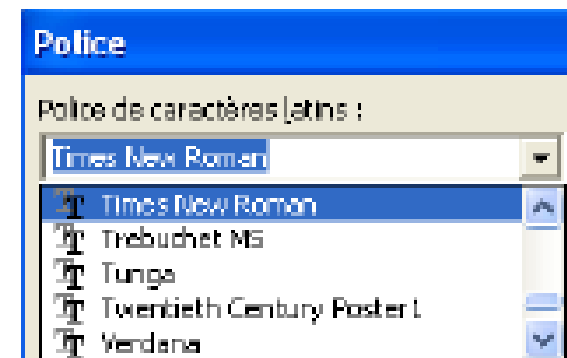 Police
Police de caractères latins :
Times New Roman
Times New Roman
Trebuchet MS
Tunga
Twentieth Century Poster1
Verdana